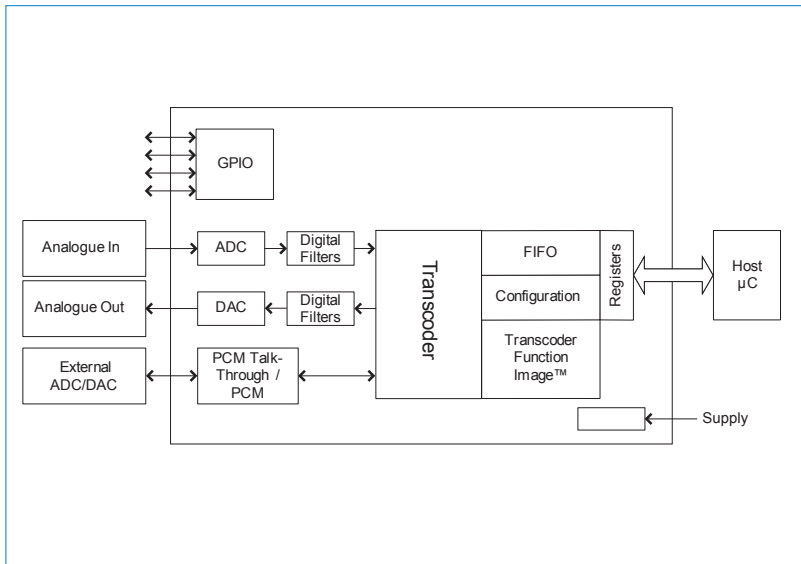 GPIO
Analogue In
ADC
Digital
Filters
Analogue Out
DAC
Digital
Filters
External
ADC/DAC
PCM Talk-
Through /
PCM
Transcoder
FIFO
Configuration
Transcoder
Function
Image™
Registers
Host
µC
Supply